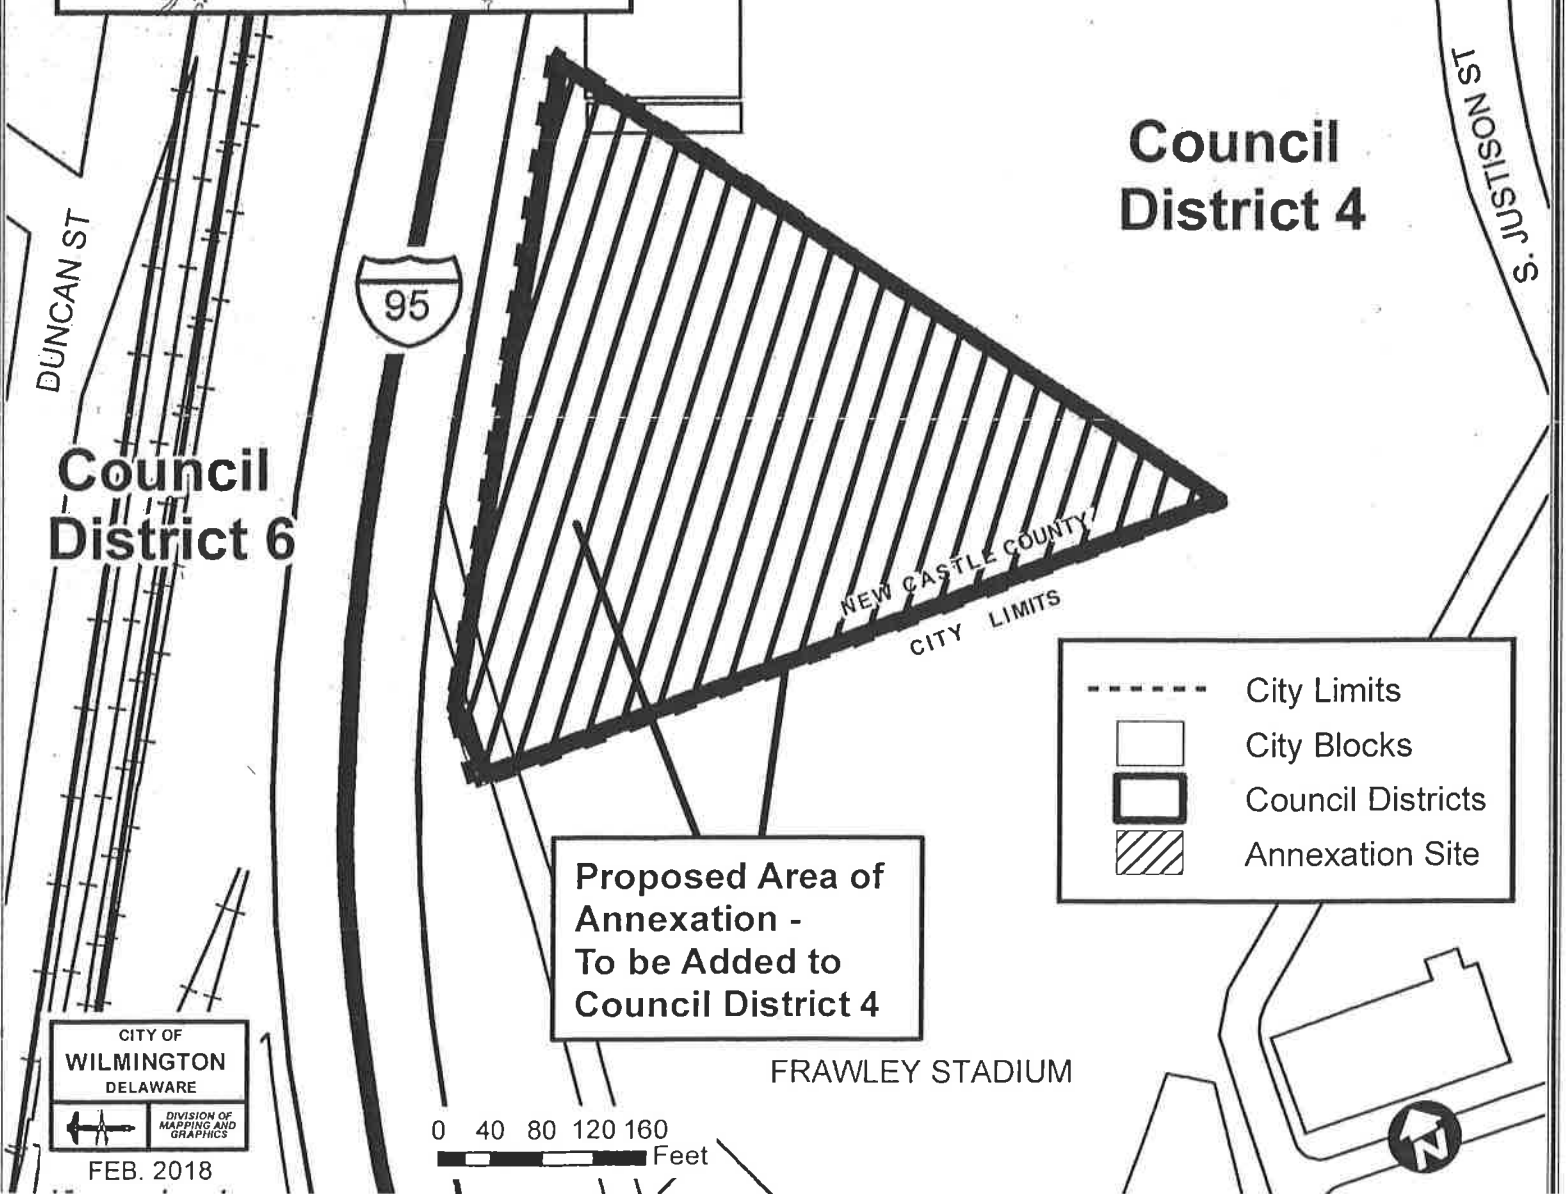 Council
District 4
S. JUSTISON ST
DUNCAN ST
95
Council
District 6
NEW CASTLE COUNTY
CITY LIMITS
City Limits
City Blocks
Council Districts
Annexation Site
Proposed Area of
Annexation -
To be Added to
Council District 4
FRAWLEY STADIUM
CITY OF
WILMINGTON
DELAWARE
DIVISION OF
MAPPING AND
GRAPHICS
FEB. 2018
0 40 80 120 160
Feet
N